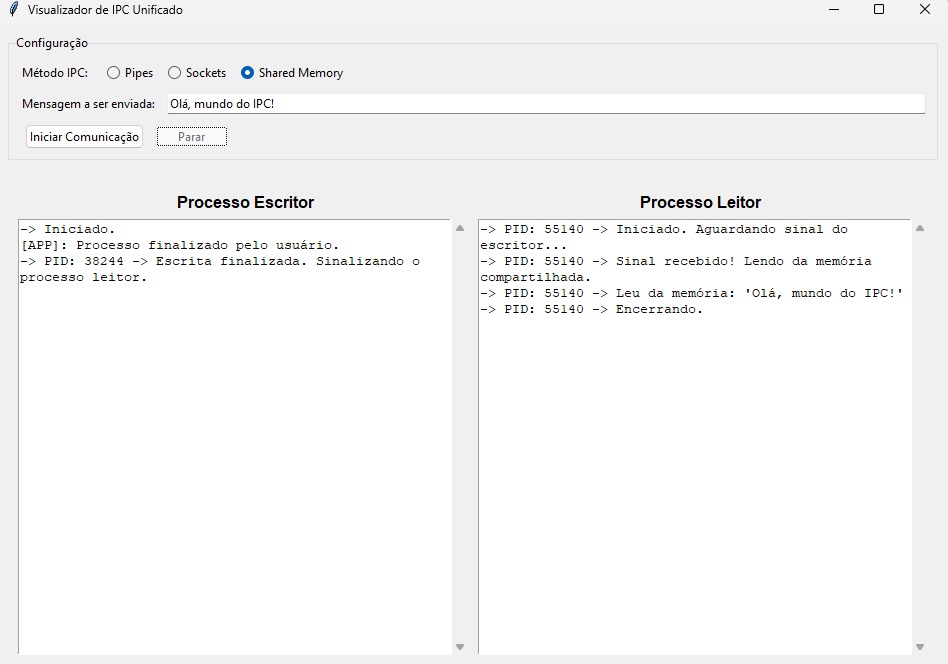 Visualizador de IPC Unificado
Configuração
Método IPC: Pipes Sockets Shared Memory
Mensagem a ser enviada: Olá, mundo do IPC!
Iniciar Comunicação Parar
Processo Escritor
-> Iniciado.
[APP]: Processo finalizado pelo usuário.
-> PID: 38244 -> Escrita finalizada. Sinalizando o
processo leitor.
Processo Leitor
-> PID: 55140 -> Iniciado. Aguardando sinal do
escritor...
-> PID: 55140 -> Sinal recebido! Lendo da memória
compartilhada.
-> PID: 55140 -> Leu da memória: 'Olá, mundo do IPC!'
-> PID: 55140 -> Encerrando.